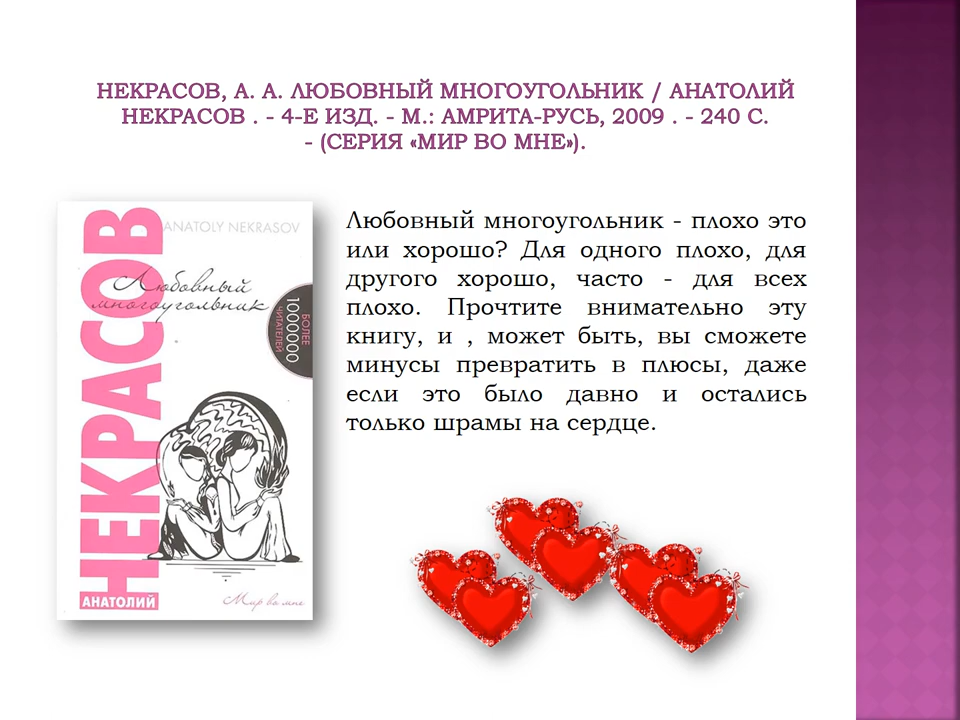 НЕКРАСОВ, А. А. ЛЮБОВНЫЙ МНОГОУГОЛЬНИК / АНАТОЛИЙ
НЕКРАСОВ . - 4-Е ИЗД. - М.: АМРИТА-РУСЬ, 2009 . - 240 С.
- (СЕРИЯ «МИР ВО МНЕ»).
НЕКРАСОВ
АНАТОЛИЙ
ANATOLY NEKRASOV
Любовный
многоугольник
БОЛЕЕ
1000000
ЧИТАТЕЛЕЙ
Мир во мне
Любовный многоугольник - плохо это
или хорошо? Для одного плохо, для
другого хорошо, часто - для всех
плохо. Прочтите внимательно эту
книгу, и , может быть, вы сможете
минусы превратить в плюсы, даже
если это было давно и остались
только шрамы на сердце.